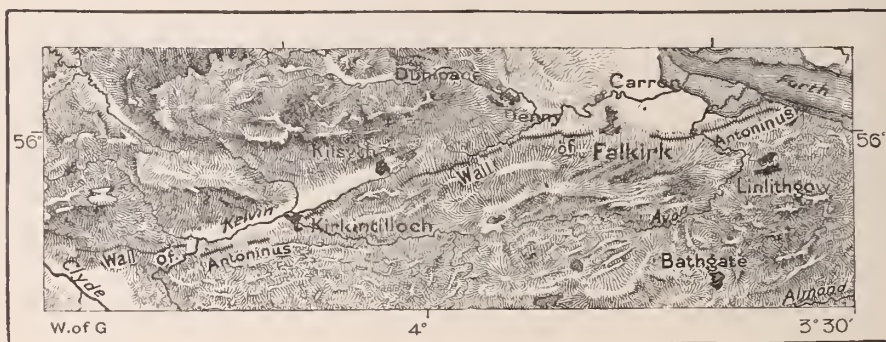 Dunipace
Carron
Forth
Denny
56°
56°
Wall of Antoninus
Kilsyth
Falkirk
Linlithgow
Kelvin
Kirkintilloch
Avon
Wall of Antoninus
Clyde
Bathgate
Almond
W. of G
4°
3° 30'